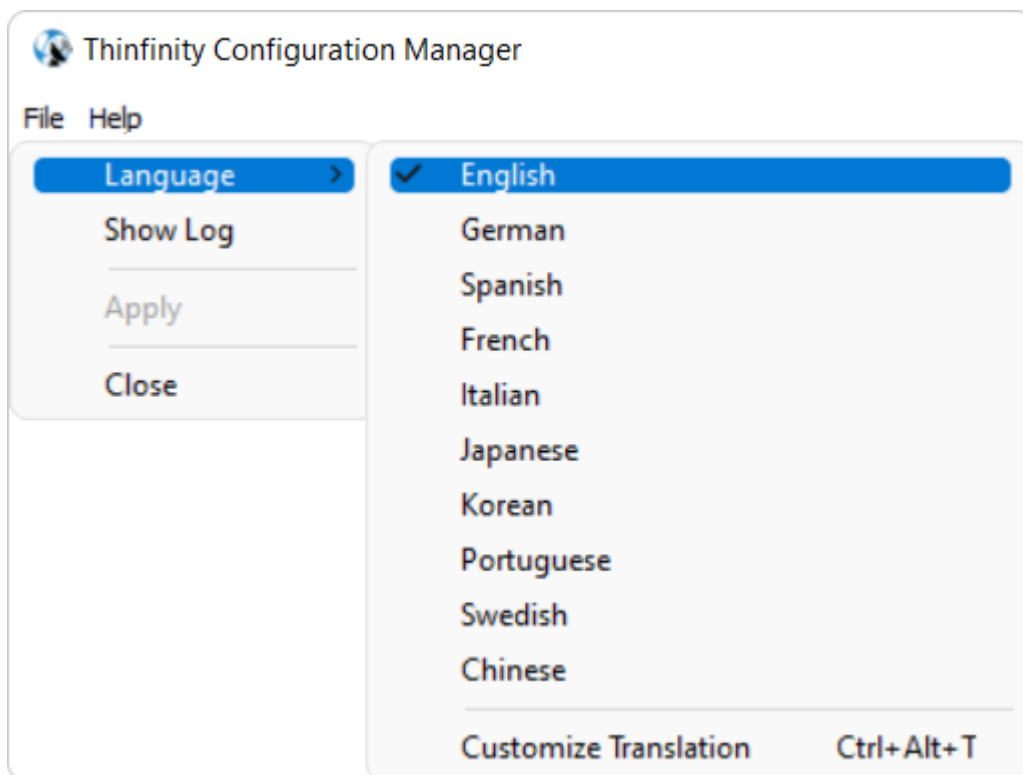 Thinfinity Configuration Manager
File Help
Language
Show Log
Apply
Close
English
German
Spanish
French
Italian
Japanese
Korean
Portuguese
Swedish
Chinese
Customize Translation Ctrl+Alt+T